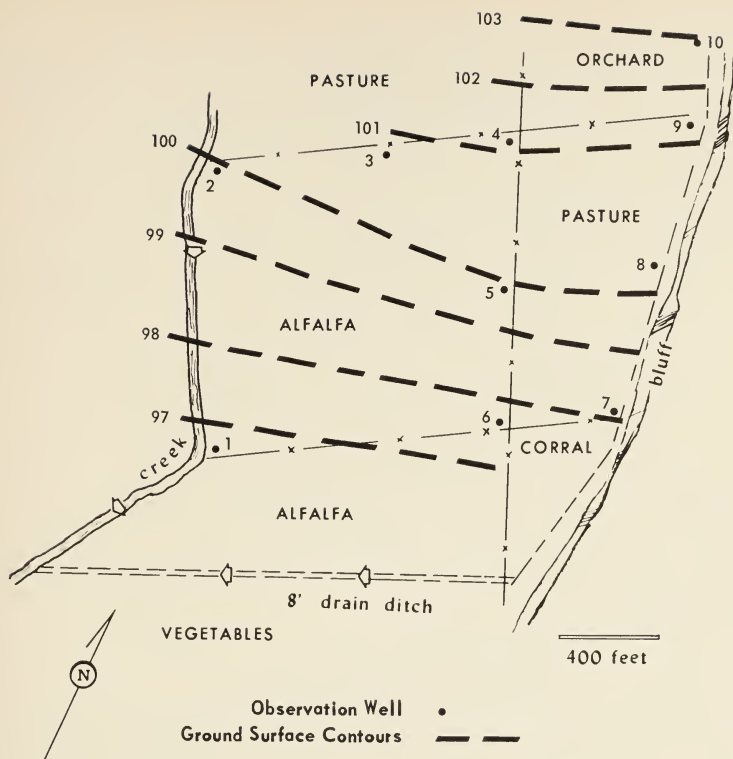 103
10
ORCHARD
PASTURE
102
101
4
9
100
3
2
PASTURE
99
8
5
ALFALFA
98
bluff
7
97
6
1
CORRAL
creek
ALFALFA
8' drain ditch
VEGETABLES
400 feet
N
Observation Well
Ground Surface Contours